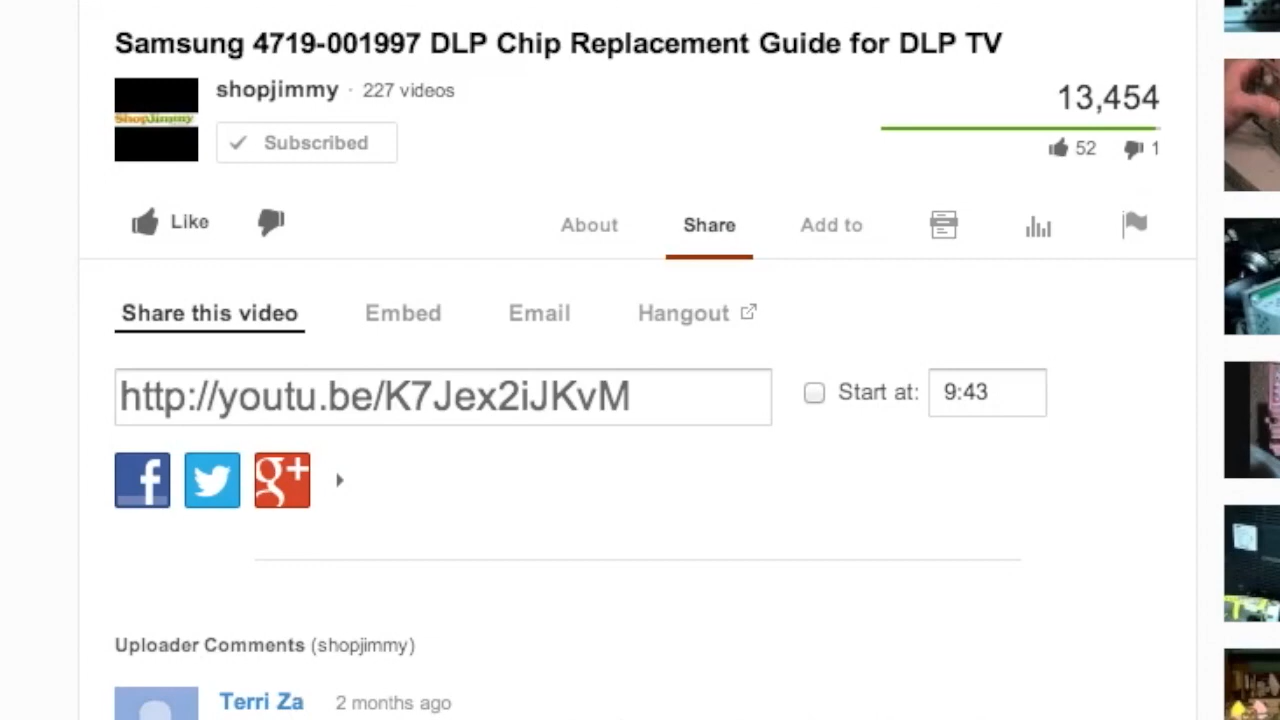 Samsung 4719-001997 DLP Chip Replacement Guide for DLP TV
shopjimmy · 227 videos
ShopJimmy
Subscribed
13,454
52 1
Like
About Share Add to
Share this video Embed Email Hangout
http://youtu.be/K7Jex2iJKvM Start at: 9:43
f g+
Uploader Comments (shopjimmy)
Terri Za 2 months ago